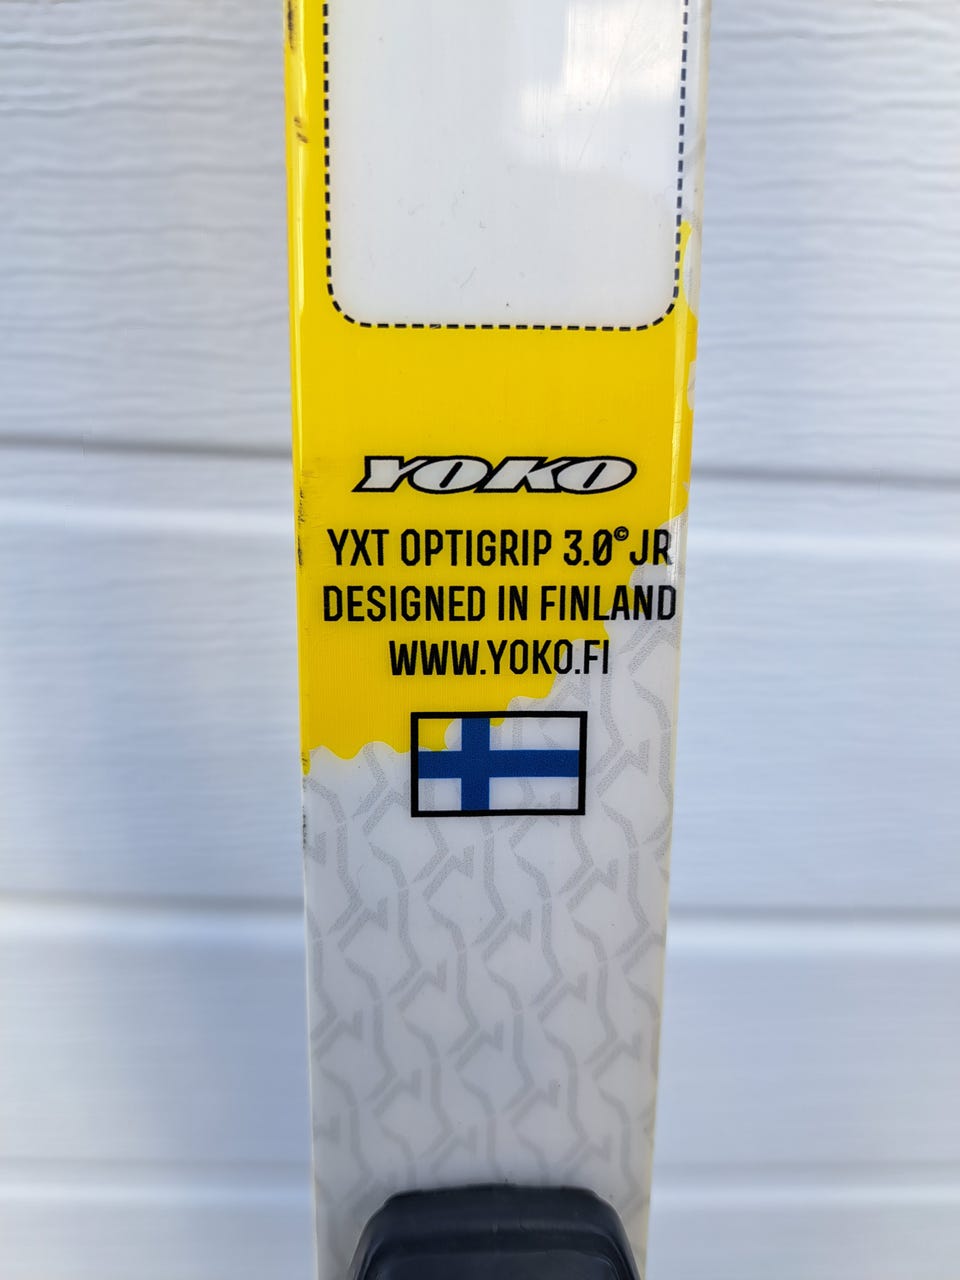 YOKO
YXT OPTIGRIP 3.0© JR
DESIGNED IN FINLAND
WWW.YOKO.FI